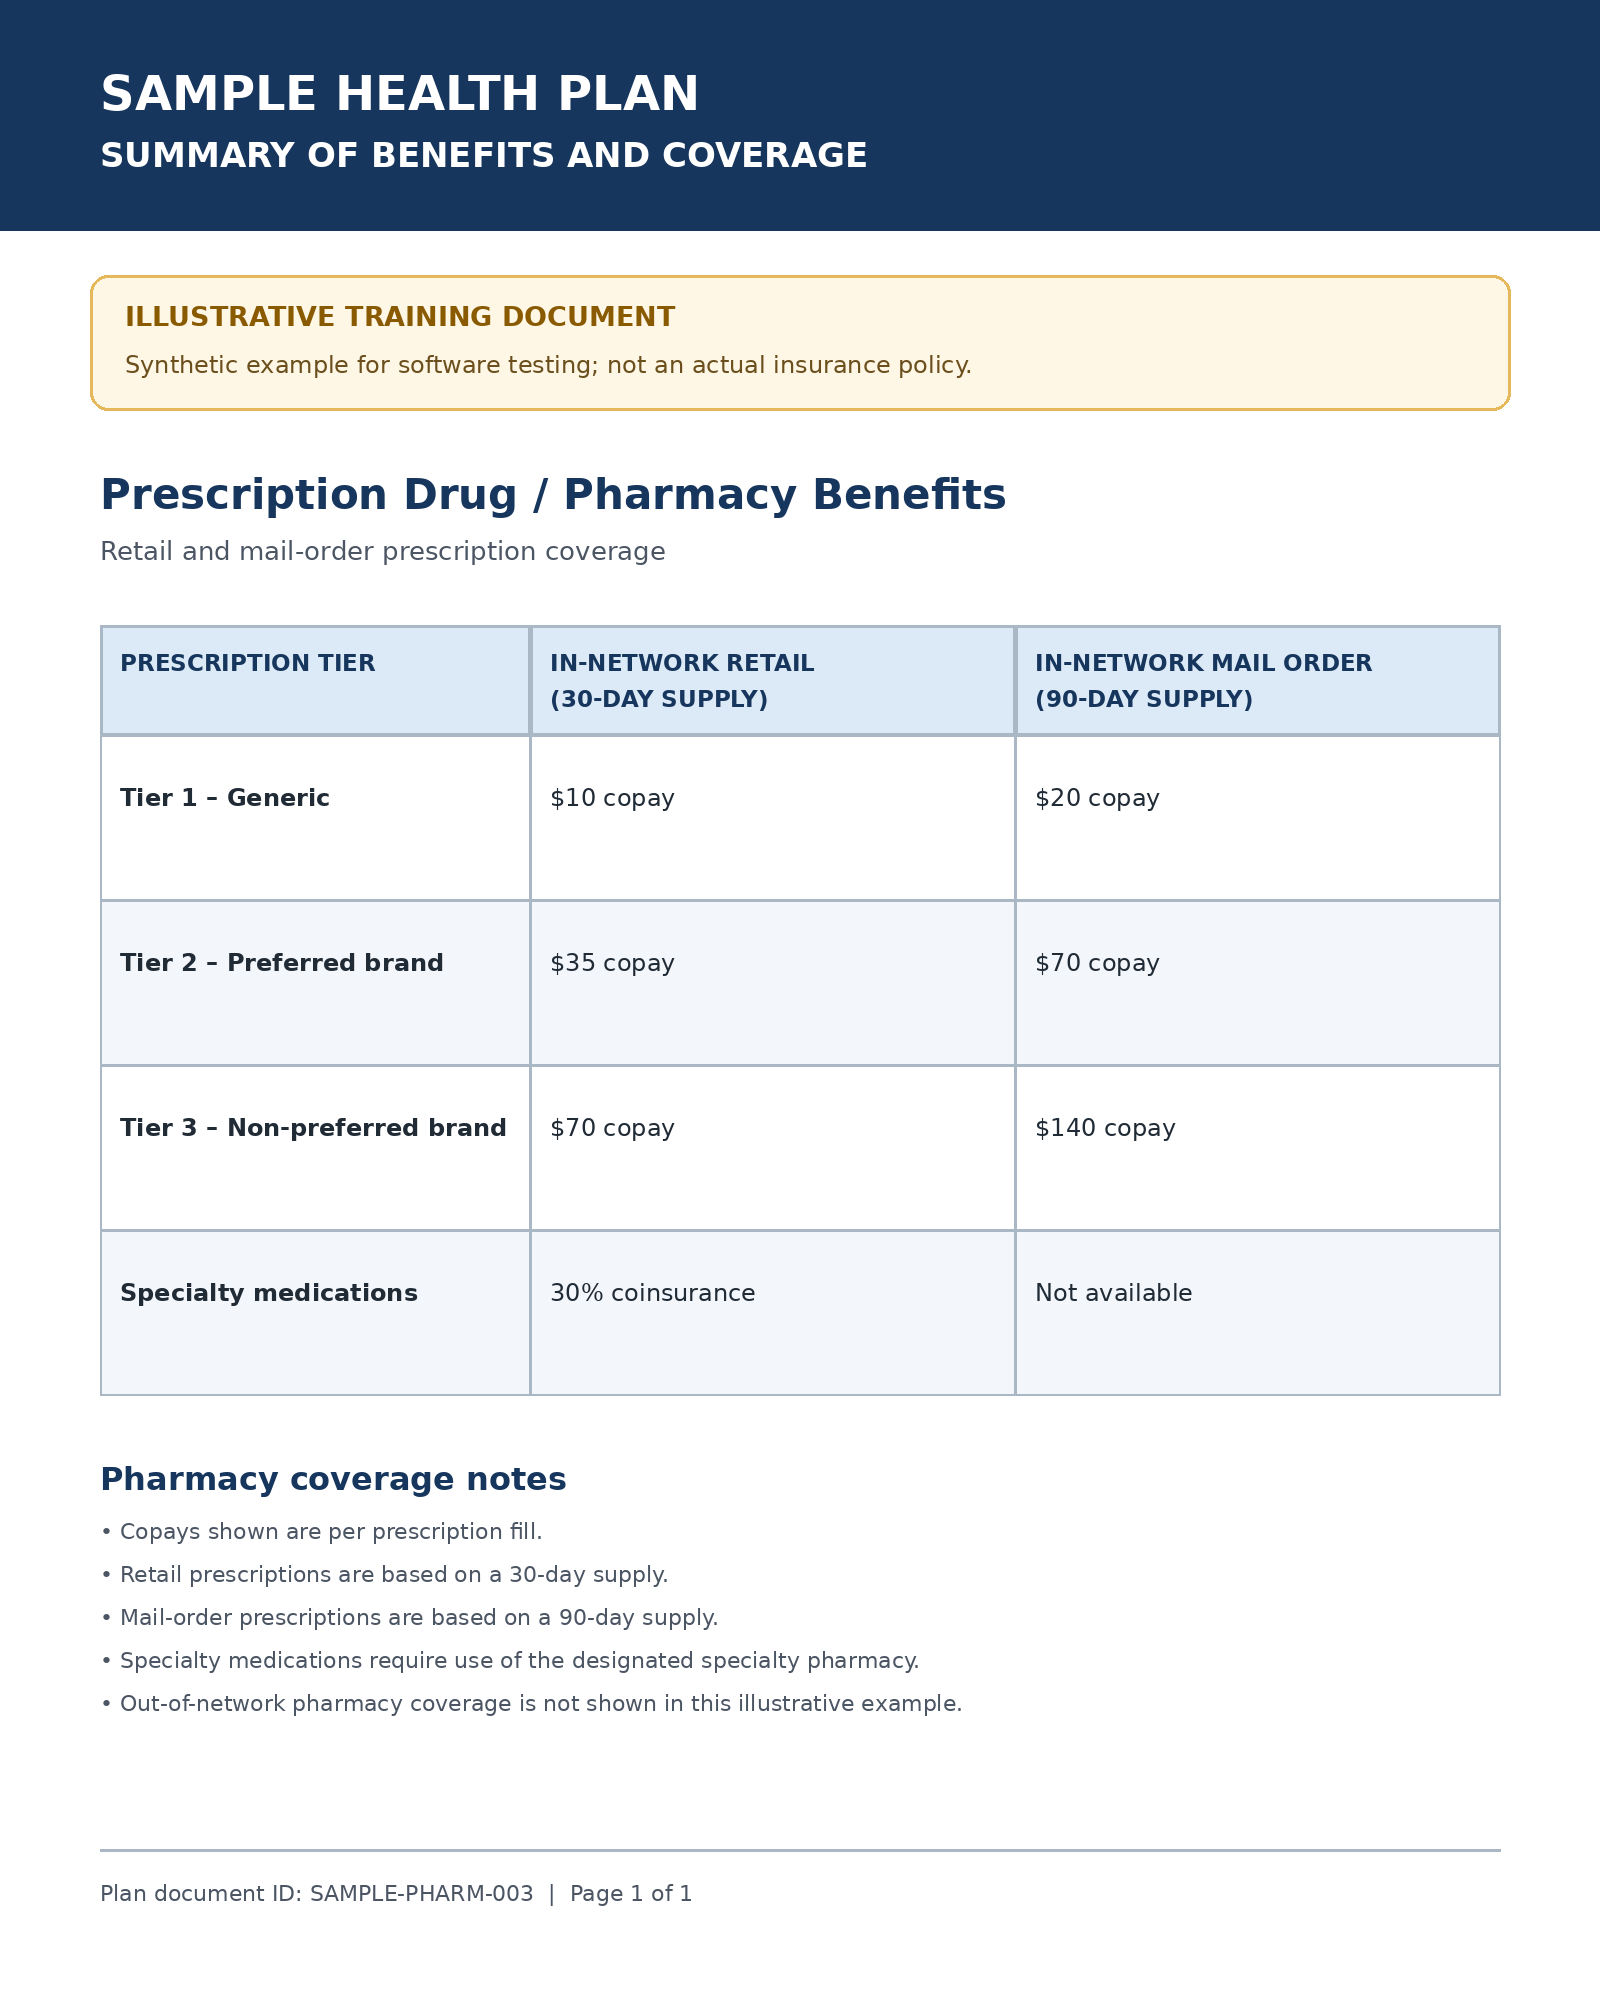 SAMPLE HEALTH PLAN
SUMMARY OF BENEFITS AND COVERAGE
ILLUSTRATIVE TRAINING DOCUMENT
Synthetic example for software testing; not an actual insurance policy.
Prescription Drug / Pharmacy Benefits
Retail and mail-order prescription coverage
PRESCRIPTION TIER
IN-NETWORK RETAIL
(30-DAY SUPPLY)
IN-NETWORK MAIL ORDER
(90-DAY SUPPLY)
Tier 1 – Generic
$10 copay
$20 copay
Tier 2 – Preferred brand
$35 copay
$70 copay
Tier 3 – Non-preferred brand
$70 copay
$140 copay
Specialty medications
30% coinsurance
Not available
Pharmacy coverage notes
• Copays shown are per prescription fill.
• Retail prescriptions are based on a 30-day supply.
• Mail-order prescriptions are based on a 90-day supply.
• Specialty medications require use of the designated specialty pharmacy.
• Out-of-network pharmacy coverage is not shown in this illustrative example.
Plan document ID: SAMPLE-PHARM-003 | Page 1 of 1